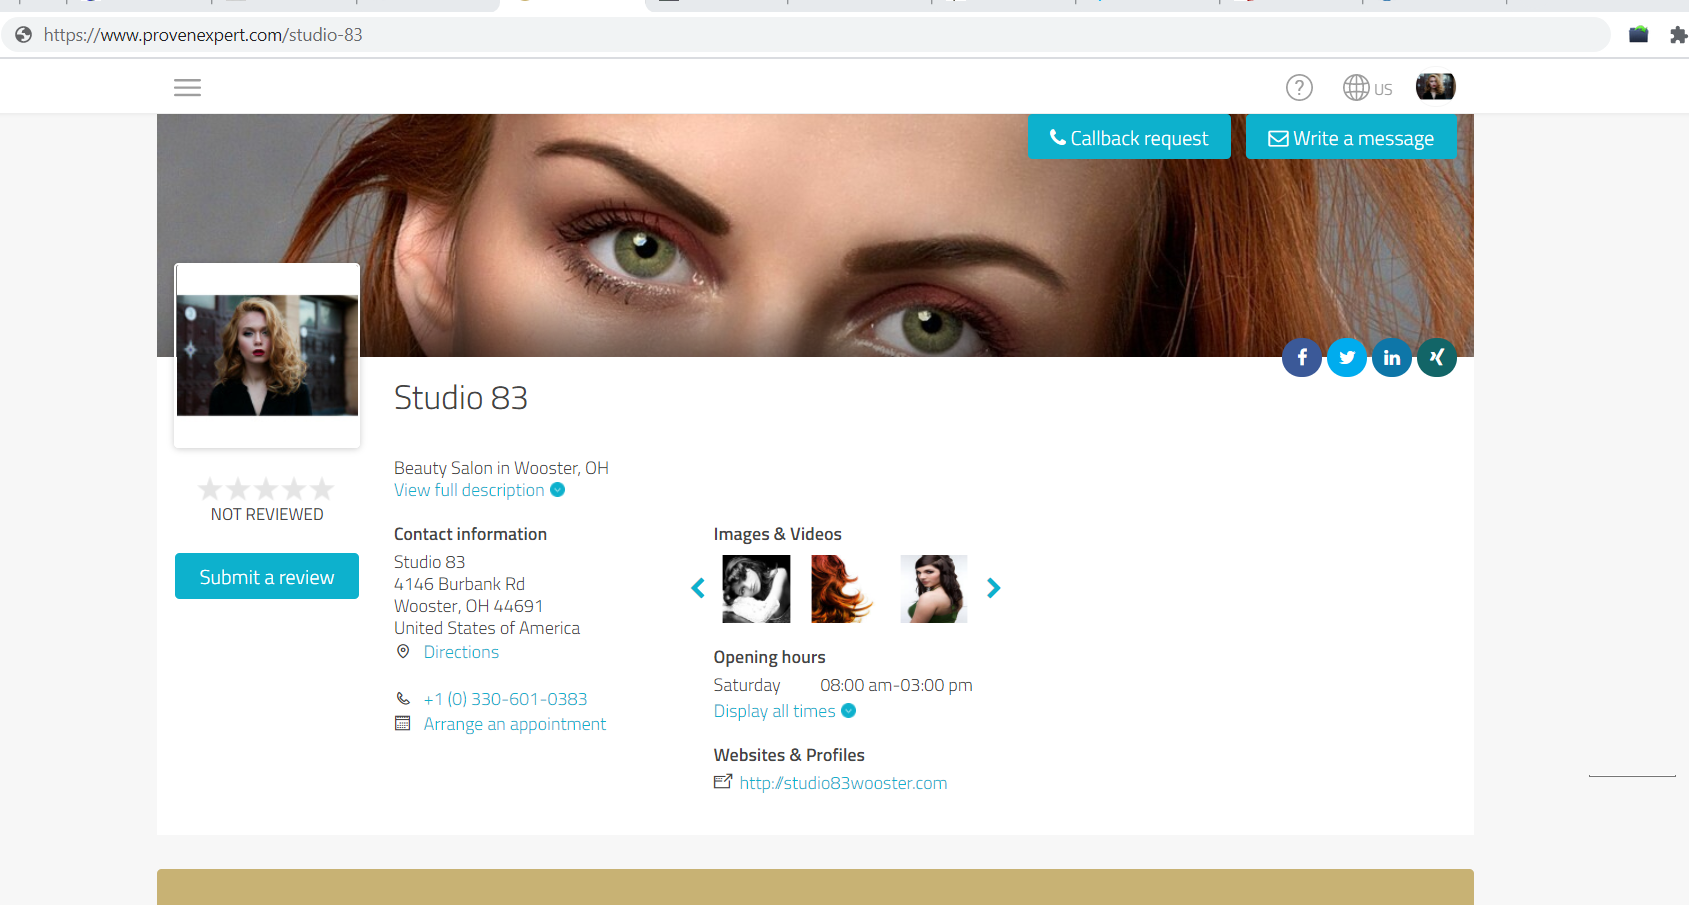 https://www.provenexpert.com/studio-83
?
US
Callback request
Write a message
Studio 83
Beauty Salon in Wooster, OH
View full description
NOT REVIEWED
Submit a review
Contact information
Studio 83
4146 Burbank Rd
Wooster, OH 44691
United States of America
Directions
+1 (0) 330-601-0383
Arrange an appointment
Images & Videos
Opening hours
Saturday 08:00 am-03:00 pm
Display all times
Websites & Profiles
http://studio83wooster.com